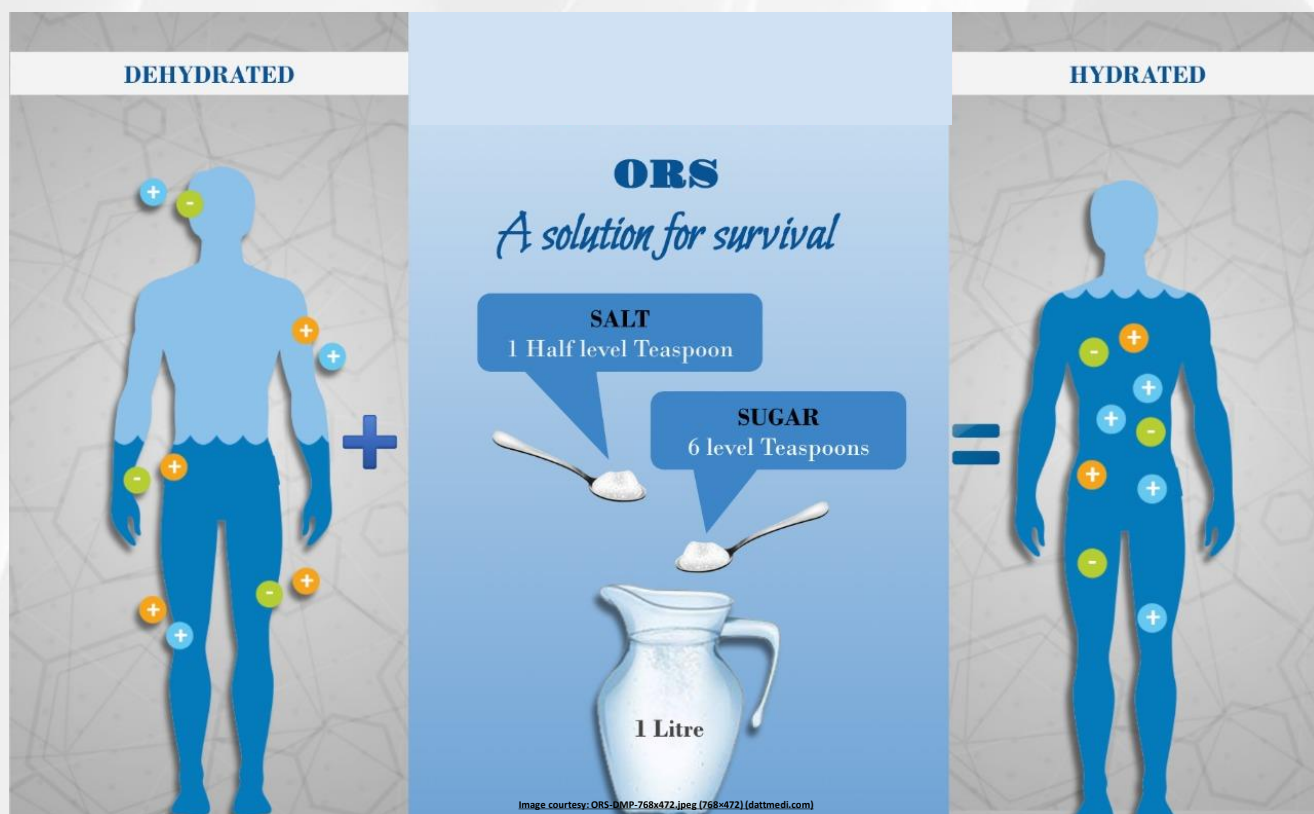 DEHYDRATED
ORS
A solution for survival
SALT
1 Half level Teaspoon
SUGAR
6 level Teaspoons
1 Litre
HYDRATED
Image courtesy: ORS-DMP-768x472.jpeg (768×472) (dattmedi.com)